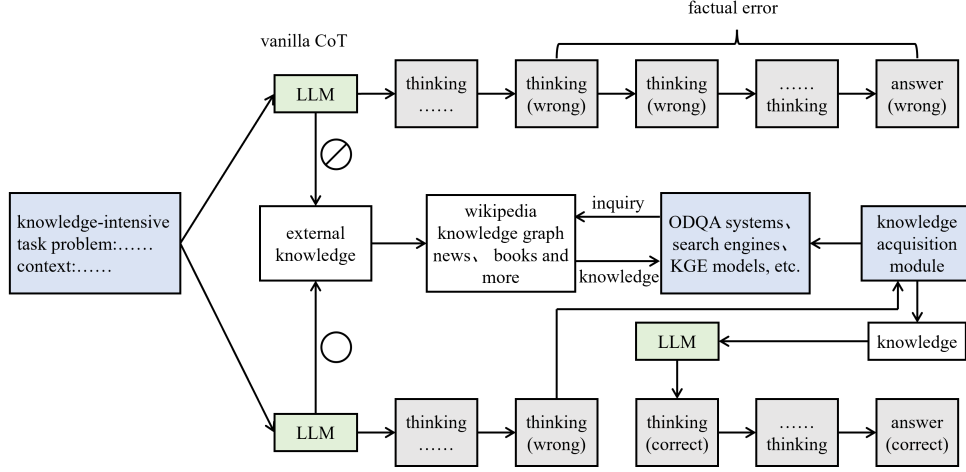 factual error
vanilla CoT
LLM
thinking
……
thinking
(wrong)
thinking
(wrong)
……
thinking
answer
(wrong)
knowledge-intensive
task problem:……
context:……
external
knowledge
wikipedia
knowledge graph
news、 books and
more
inquiry
knowledge
ODQA systems、
search engines、
KGE models, etc.
knowledge
acquisition
module
LLM
knowledge
LLM
thinking
……
thinking
(wrong)
thinking
(correct)
……
thinking
answer
(correct)